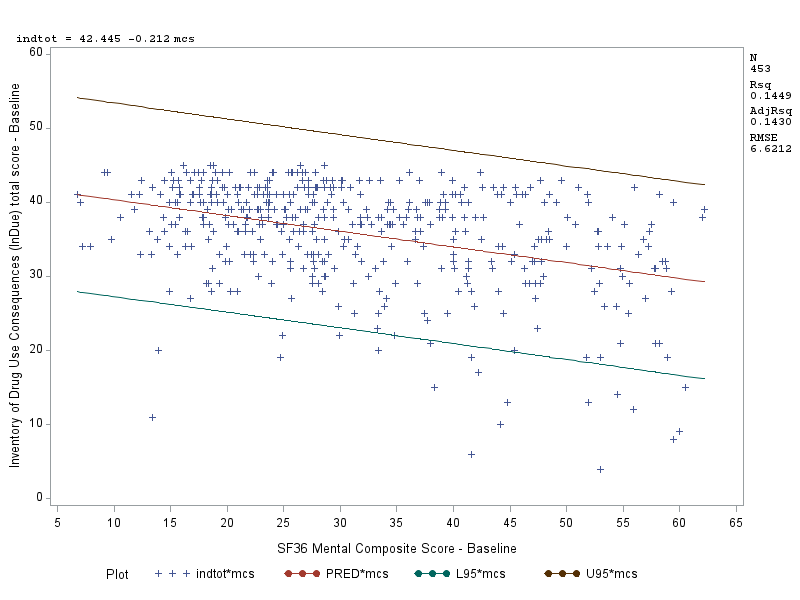 indtot = 42.445 -0.212 mcs
60
50
40
30
20
10
0
Inventory of Drug Use Consequences (InDue) total score - Baseline
N
453
Rsq
0.1449
AdjRsq
0.1430
RMSE
6.6212
5 10 15 20 25 30 35 40 45 50 55 60 65
SF36 Mental Composite Score - Baseline
Plot indtot*mcs PRED*mcs L95*mcs U95*mcs